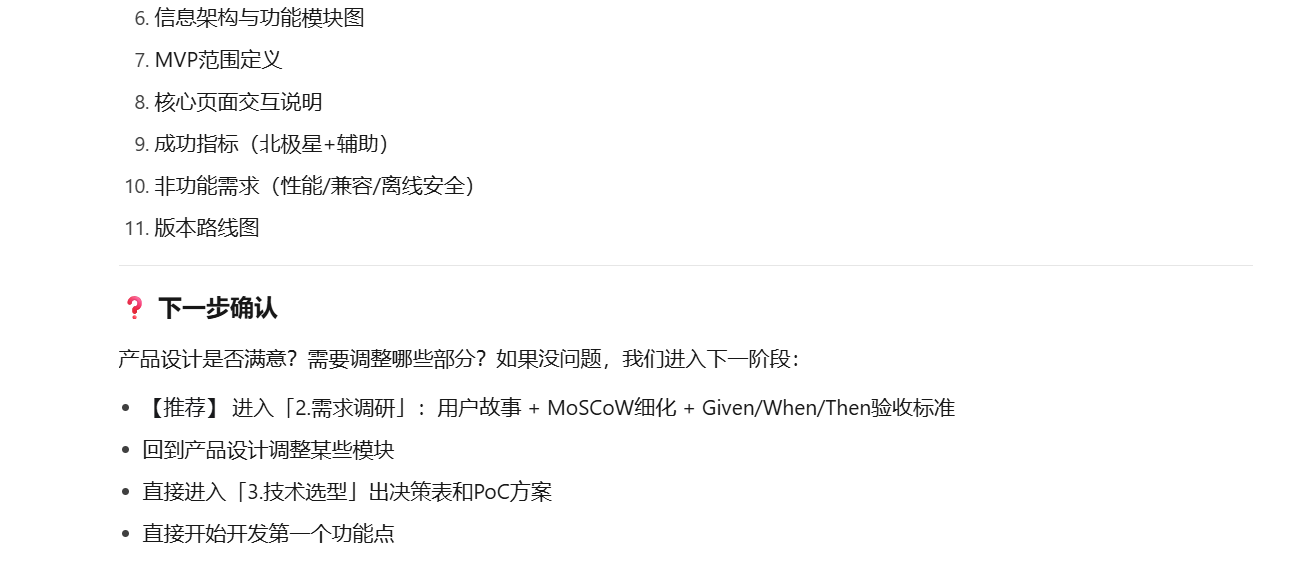 6. 信息架构与功能模块图
7. MVP范围定义
8. 核心页面交互说明
9. 成功指标（北极星+辅助）
10. 非功能需求（性能/兼容/离线安全）
11. 版本路线图
❓ 下一步确认
产品设计是否满意？需要调整哪些部分？如果没问题，我们进入下一阶段：
• 【推荐】 进入「2.需求调研」：用户故事 + MoSCoW细化 + Given/When/Then验收标准
• 回到产品设计调整某些模块
• 直接进入「3.技术选型」出决策表和PoC方案
• 直接开始开发第一个功能点